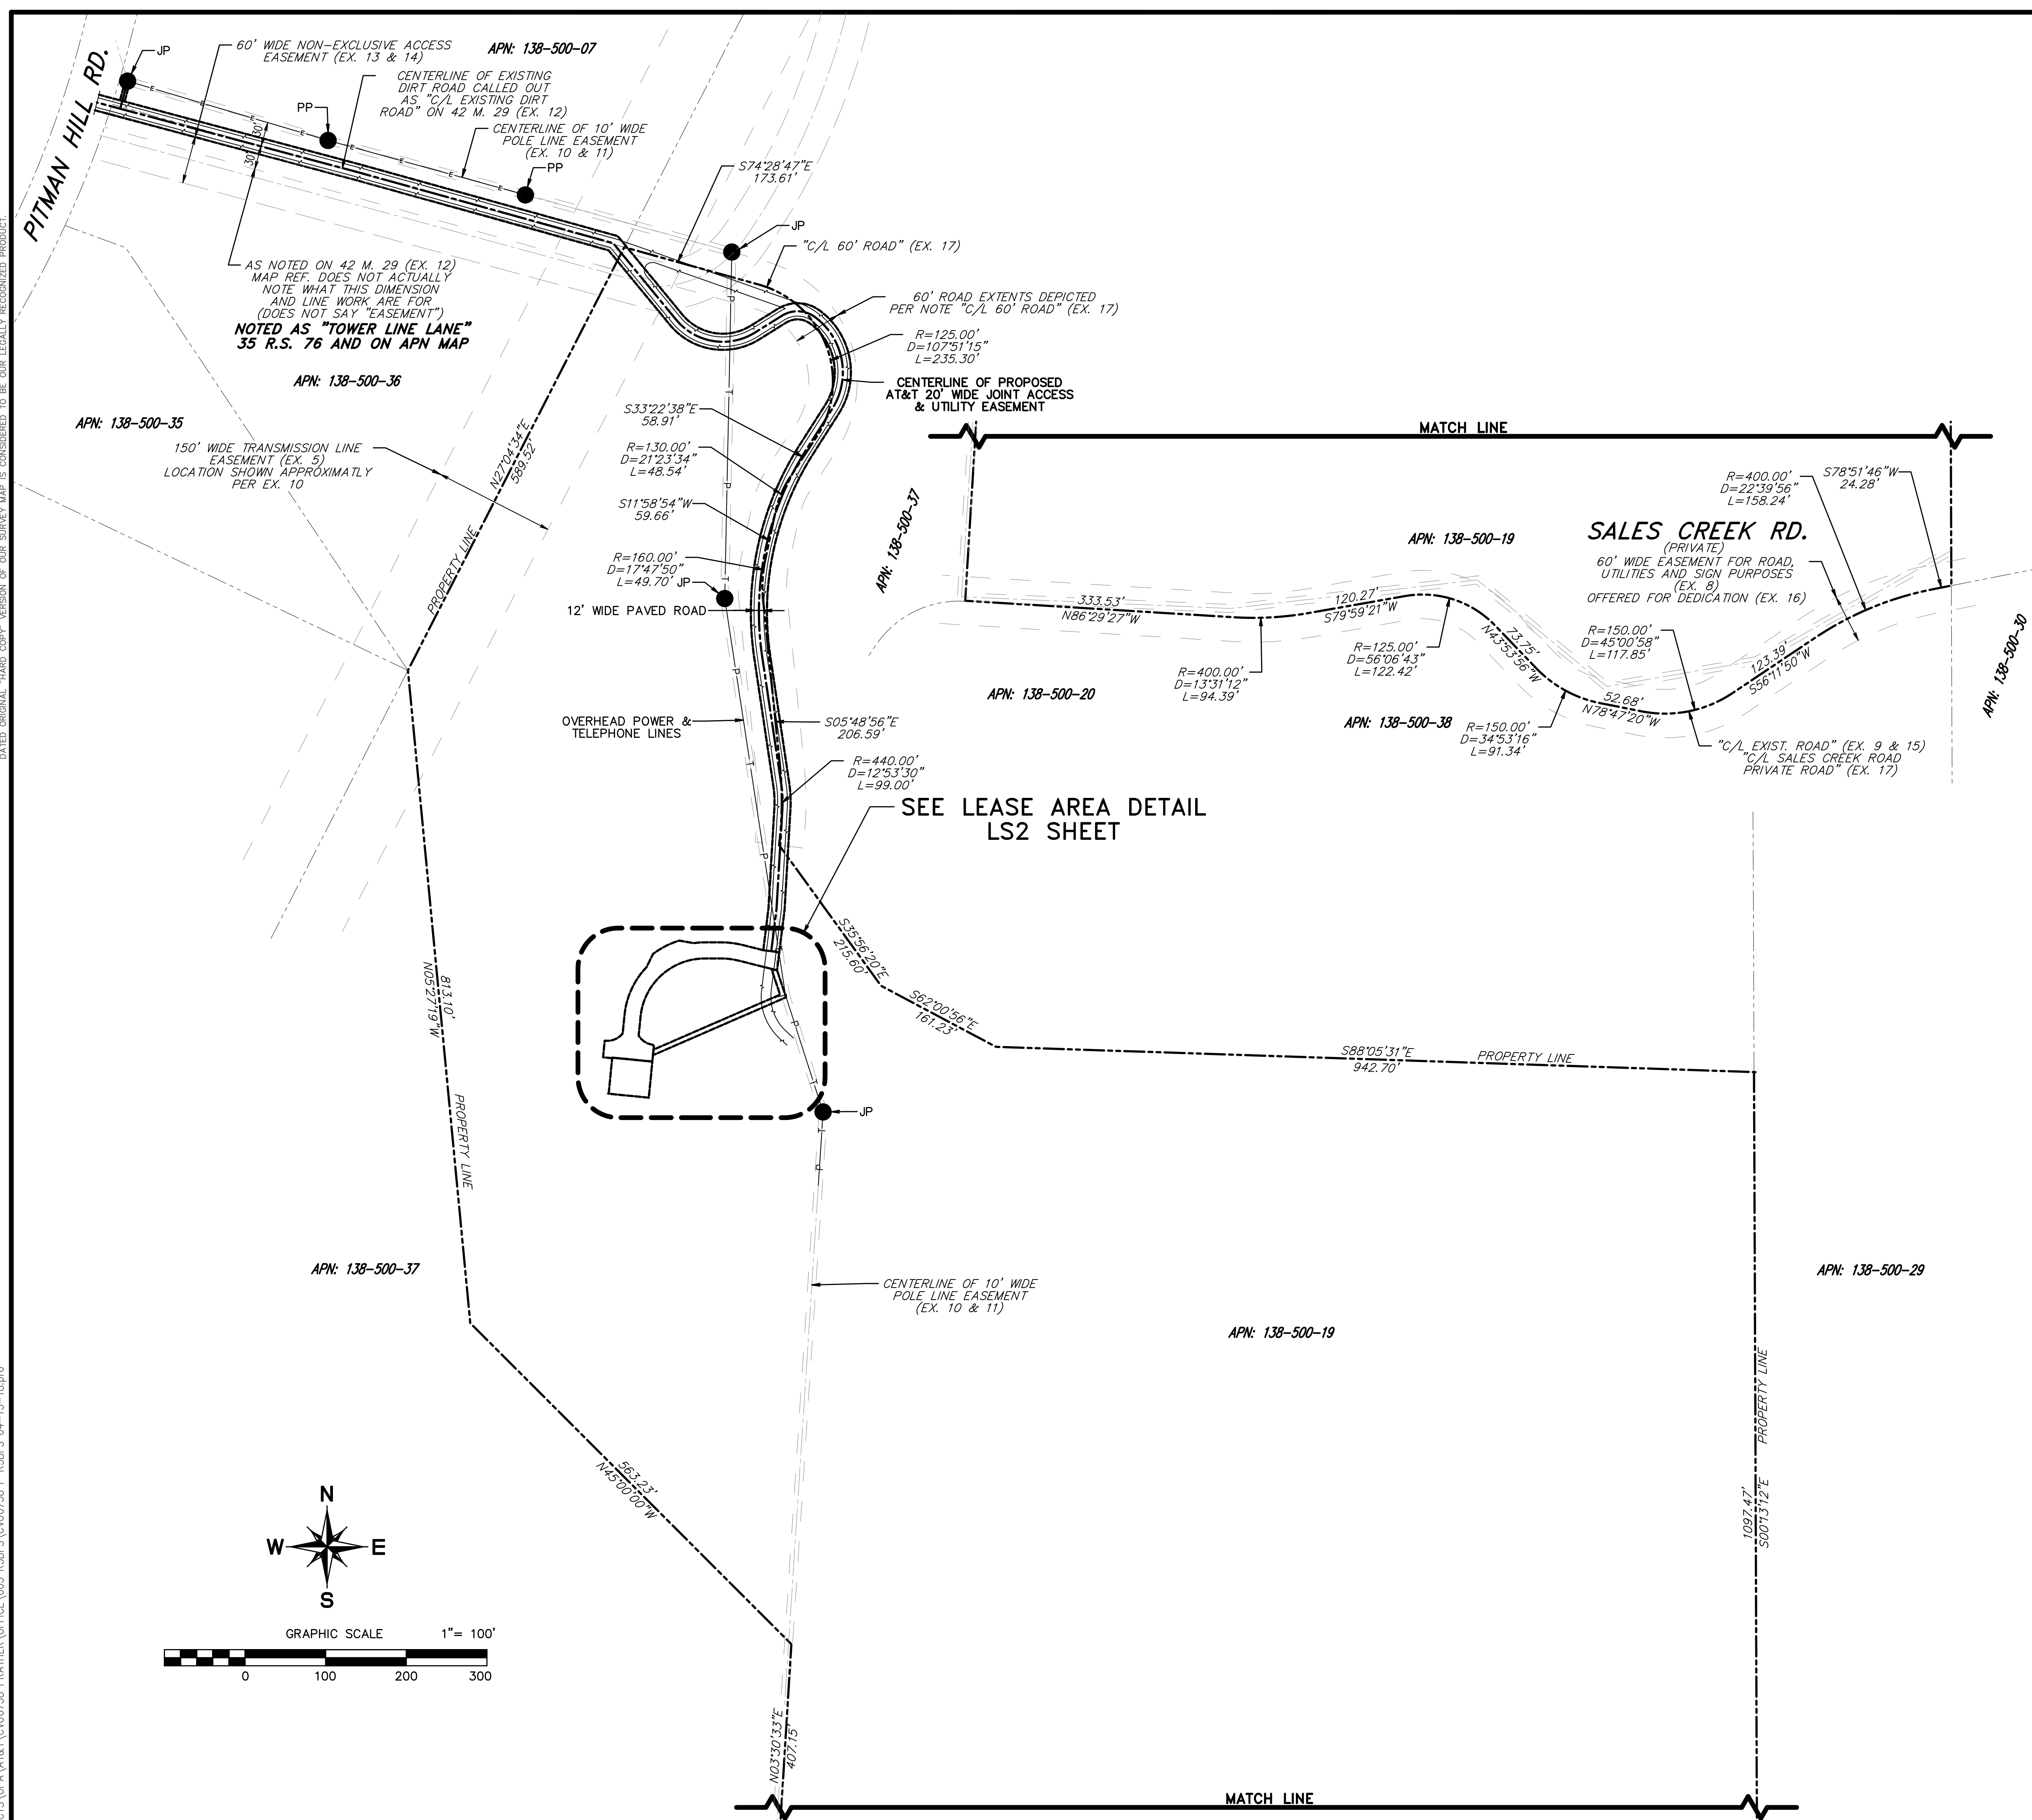 PITMAN HILL RD.
JP
60' WIDE NON-EXCLUSIVE ACCESS
EASEMENT (EX. 13 & 14)
APN: 138-500-07
CENTERLINE OF EXISTING
DIRT ROAD CALLED OUT
AS "C/L EXISTING DIRT
ROAD" ON 42 M. 29 (EX. 12)
PP
CENTERLINE OF 10' WIDE
POLE LINE EASEMENT
(EX. 10 & 11)
PP
30'
30'
S74°28'47"E
173.61'
JP
"C/L 60' ROAD" (EX. 17)
AS NOTED ON 42 M. 29 (EX. 12)
MAP REF. DOES NOT ACTUALLY
NOTE WHAT THIS DIMENSION
AND LINE WORK ARE FOR
(DOES NOT SAY "EASEMENT")
NOTED AS "TOWER LINE LANE"
35 R.S. 76 AND ON APN MAP
60' ROAD EXTENTS DEPICTED
PER NOTE "C/L 60' ROAD" (EX. 17)
R=125.00'
D=107°51'15"
L=235.30'
CENTERLINE OF PROPOSED
AT&T 20' WIDE JOINT ACCESS
& UTILITY EASEMENT
APN: 138-500-36
APN: 138-500-35
150' WIDE TRANSMISSION LINE
EASEMENT (EX. 5)
LOCATION SHOWN APPROXIMATLY
PER EX. 10
N27°04'34"E
589.52'
PROPERTY LINE
S33°22'38"E
58.91'
R=130.00'
D=21°23'34"
L=48.54'
S11°58'54"W
59.66'
R=160.00'
D=17°47'50"
L=49.70'
JP
12' WIDE PAVED ROAD
OVERHEAD POWER &
TELEPHONE LINES
S05°48'56"E
206.59'
R=440.00'
D=12°53'30"
L=99.00'
SEE LEASE AREA DETAIL
LS2 SHEET
MATCH LINE
APN: 138-500-37
APN: 138-500-19
R=400.00'
D=22°39'56"
L=158.24'
S78°51'46"W
24.28'
SALES CREEK RD.
(PRIVATE)
60' WIDE EASEMENT FOR ROAD,
UTILITIES AND SIGN PURPOSES
(EX. 8)
OFFERED FOR DEDICATION (EX. 16)
333.53'
N86°29'27"W
120.27'
S79°59'21"W
R=400.00'
D=13°31'12"
L=94.39'
R=125.00'
D=56°06'43"
L=122.42'
73.75'
N43°53'56"W
R=150.00'
D=45°00'58"
L=117.85'
123.39'
S56°11'50"W
52.68'
N78°47'20"W
R=150.00'
D=34°53'16"
L=91.34'
APN: 138-500-20
APN: 138-500-38
APN: 138-500-30
"C/L EXIST. ROAD" (EX. 9 & 15)
"C/L SALES CREEK ROAD
PRIVATE ROAD" (EX. 17)
S35°56'20"E
215.60'
S62°00'56"E
161.23'
S88°05'31"E
942.70'
PROPERTY LINE
813.10'
N05°27'19"W
PROPERTY LINE
JP
APN: 138-500-37
CENTERLINE OF 10' WIDE
POLE LINE EASEMENT
(EX. 10 & 11)
APN: 138-500-19
APN: 138-500-29
PROPERTY LINE
1097.47'
S00°13'12"E
563.23'
N45°00'00"W
N
W
E
S
GRAPHIC SCALE 1"= 100'
0 100 200 300
N03°30'33"E
407.15'
MATCH LINE
DATED ORIGINAL "HARD COPY" VERSION OF OUR SURVEY MAP IS CONSIDERED TO BE OUR LEGALLY RECOGNIZED PRODUCT.